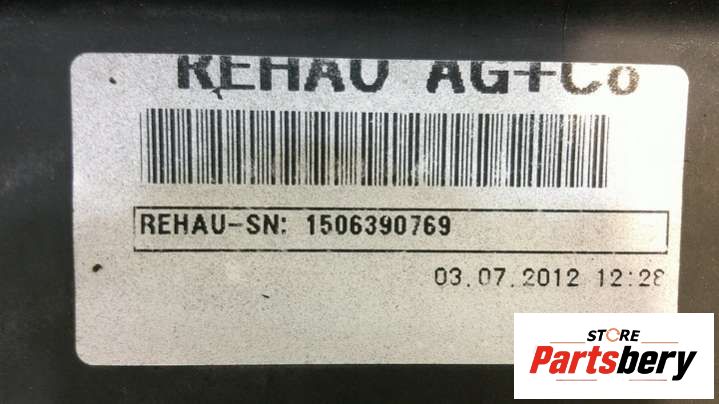 REHAU AG+Co
REHAU-SN: 1506390769
03.07.2012 12:28
STORE
Partsbery